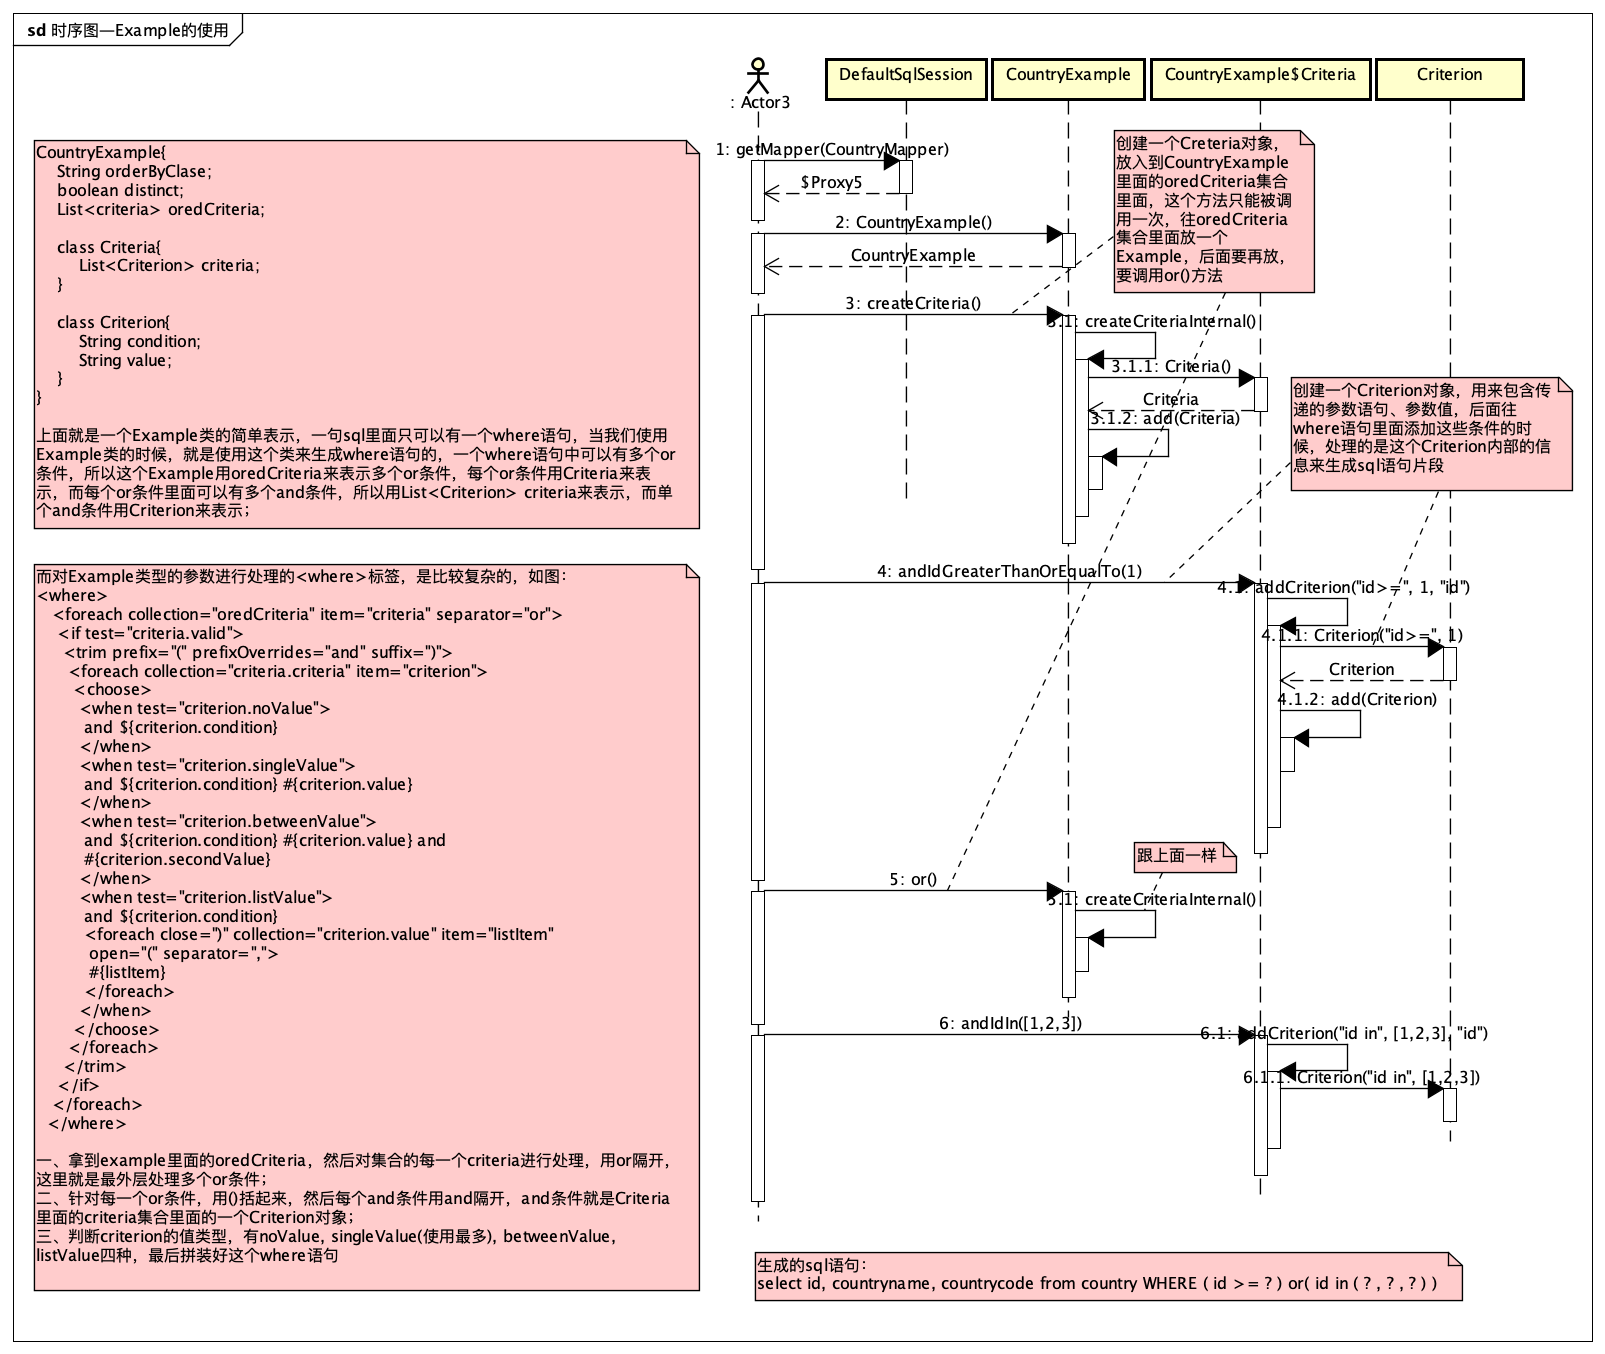 sd 时序图—Example的使用
: Actor3
DefaultSqlSession
CountryExample
CountryExample$Criteria
Criterion
CountryExample{
String orderByClase;
boolean distinct;
List<criteria> oredCriteria;
class Criteria{
List<Criterion> criteria;
}
class Criterion{
String condition;
String value;
}
}
上面就是一个Example类的简单表示，一句sql里面只可以有一个where语句，当我们使用
Example类的时候，就是使用这个类来生成where语句的，一个where语句中可以有多个or
条件，所以这个Example用oredCriteria来表示多个or条件，每个or条件用Criteria来表
示，而每个or条件里面可以有多个and条件，所以用List<Criterion> criteria来表示，而单
个and条件用Criterion来表示；
而对Example类型的参数进行处理的<where>标签，是比较复杂的，如图：
<where>
<foreach collection="oredCriteria" item="criteria" separator="or">
<if test="criteria.valid">
<trim prefix="(" prefixOverrides="and" suffix=")">
<foreach collection="criteria.criteria" item="criterion">
<choose>
<when test="criterion.noValue">
and ${criterion.condition}
</when>
<when test="criterion.singleValue">
and ${criterion.condition} #{criterion.value}
</when>
<when test="criterion.betweenValue">
and ${criterion.condition} #{criterion.value} and
#{criterion.secondValue}
</when>
<when test="criterion.listValue">
and ${criterion.condition}
<foreach close=")" collection="criterion.value" item="listItem"
open="(" separator=",">
#{listItem}
</foreach>
</when>
</choose>
</foreach>
</trim>
</if>
</foreach>
</where>
一、拿到example里面的oredCriteria，然后对集合的每一个criteria进行处理，用or隔开，
这里就是最外层处理多个or条件；
二、针对每一个or条件，用()括起来，然后每个and条件用and隔开，and条件就是Criteria
里面的criteria集合里面的一个Criterion对象；
三、判断criterion的值类型，有noValue, singleValue(使用最多), betweenValue,
listValue四种，最后拼装好这个where语句
1: getMapper(CountryMapper)
$Proxy5
2: CountryExample()
CountryExample
创建一个Creteria对象，
放入到CountryExample
里面的oredCriteria集合
里面，这个方法只能被调
用一次，往oredCriteria
集合里面放一个
Example，后面要再放，
要调用or()方法
3: createCriteria()
3.1: createCriteriaInternal()
3.1.1: Criteria()
Criteria
3.1.2: add(Criteria)
创建一个Criterion对象，用来包含传
递的参数语句、参数值，后面往
where语句里面添加这些条件的时
候，处理的是这个Criterion内部的信
息来生成sql语句片段
4: andIdGreaterThanOrEqualTo(1)
4.1: addCriterion("id>=", 1, "id")
4.1.1: Criterion("id>=", 1)
Criterion
4.1.2: add(Criterion)
跟上面一样
5: or()
5.1: createCriteriaInternal()
6: andIdIn([1,2,3])
6.1: addCriterion("id in", [1,2,3], "id")
6.1.1: Criterion("id in", [1,2,3])
生成的sql语句：
select id, countryname, countrycode from country WHERE ( id >= ? ) or( id in ( ? , ? , ? ) )